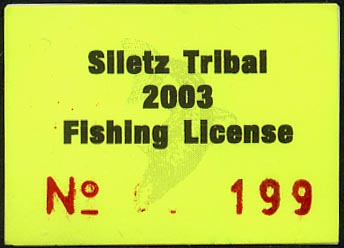 Siletz Tribal
2003
Fishing License
Nº 199